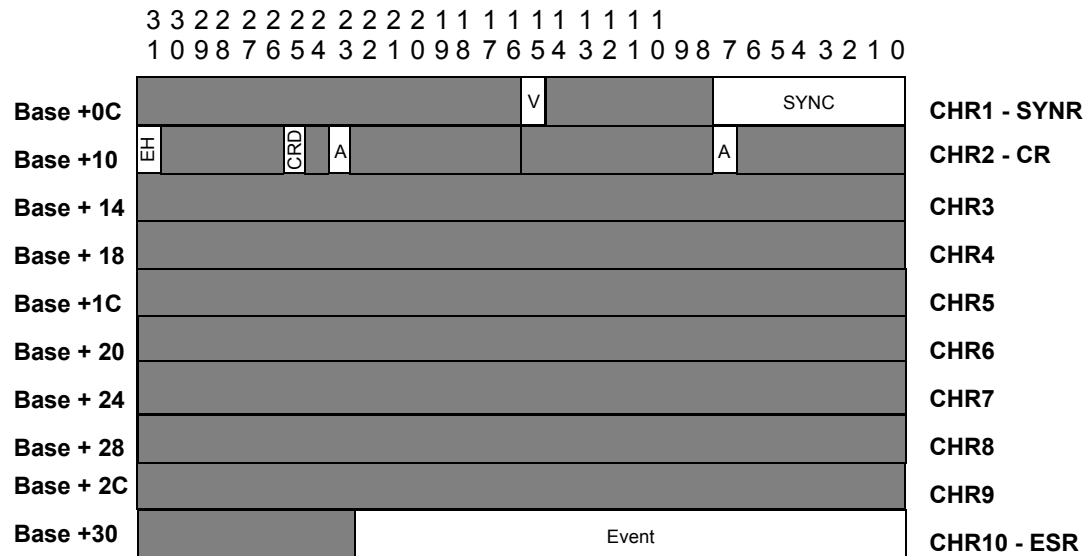 3 3 2 2 2 2 2 2 2 2 2 2 1 1 1 1 1 1 1 1 1 1
1 0 9 8 7 6 5 4 3 2 1 0 9 8 7 6 5 4 3 2 1 0 9 8 7 6 5 4 3 2 1 0
Base +0C V SYNC CHR1 - SYNR
Base +10 EH CRD A A CHR2 - CR
Base + 14 CHR3
Base + 18 CHR4
Base +1C CHR5
Base + 20 CHR6
Base + 24 CHR7
Base + 28 CHR8
Base + 2C CHR9
Base +30 Event CHR10 - ESR